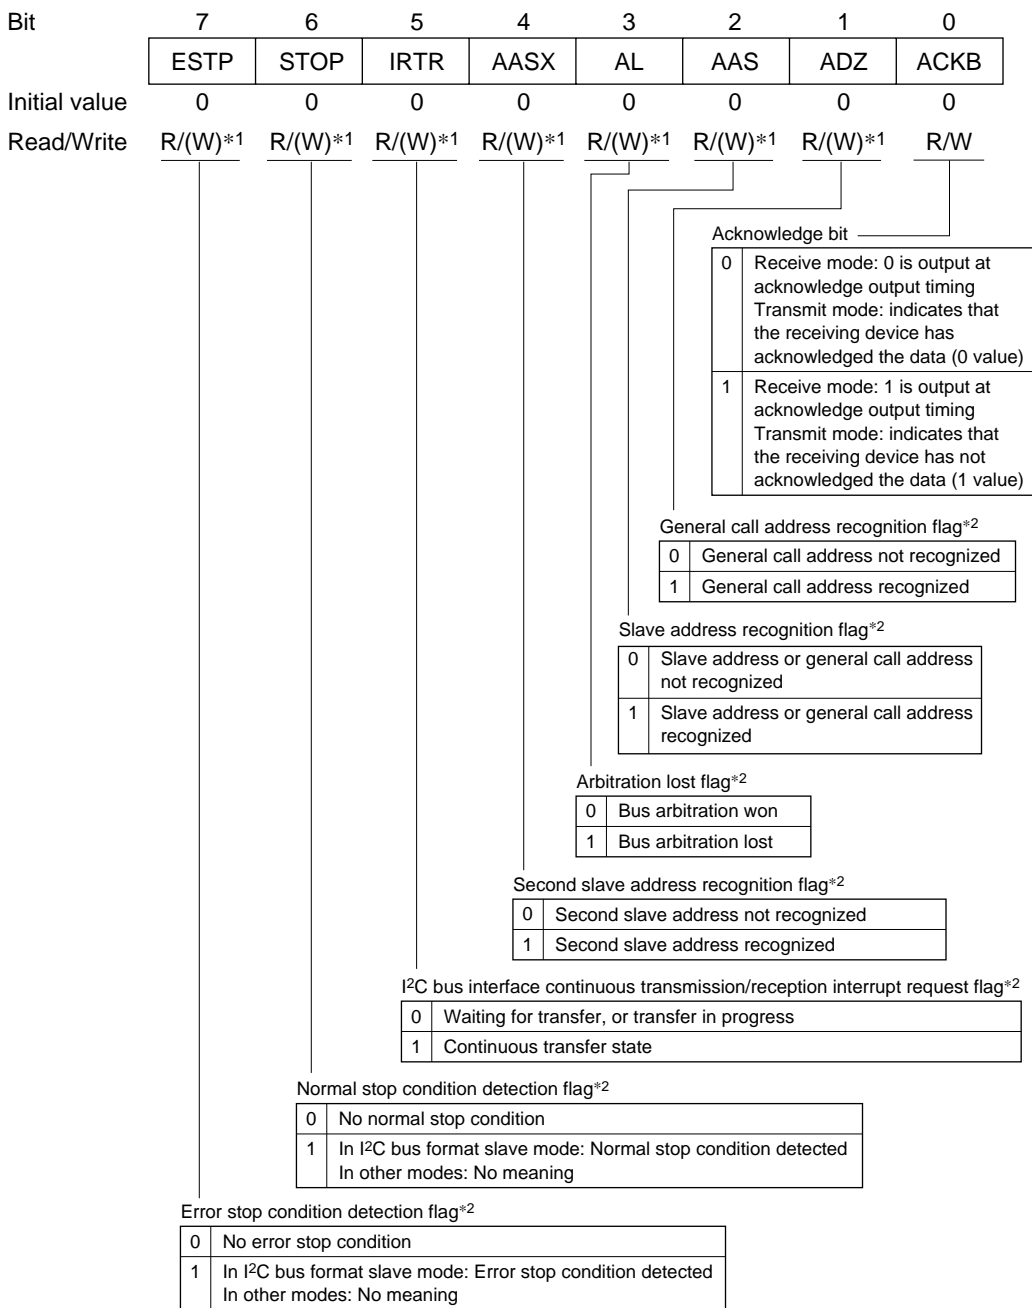 Bit 7 6 5 4 3 2 1 0
ESTP STOP IRTR AASX AL AAS ADZ ACKB
Initial value 0 0 0 0 0 0 0 0
Read/Write R/(W)*1 R/(W)*1 R/(W)*1 R/(W)*1 R/(W)*1 R/(W)*1 R/(W)*1 R/W
Acknowledge bit
0 Receive mode: 0 is output at
acknowledge output timing
Transmit mode: indicates that
the receiving device has
acknowledged the data (0 value)
1 Receive mode: 1 is output at
acknowledge output timing
Transmit mode: indicates that
the receiving device has not
acknowledged the data (1 value)
General call address recognition flag*2
0 General call address not recognized
1 General call address recognized
Slave address recognition flag*2
0 Slave address or general call address
not recognized
1 Slave address or general call address
recognized
Arbitration lost flag*2
0 Bus arbitration won
1 Bus arbitration lost
Second slave address recognition flag*2
0 Second slave address not recognized
1 Second slave address recognized
I2C bus interface continuous transmission/reception interrupt request flag*2
0 Waiting for transfer, or transfer in progress
1 Continuous transfer state
Normal stop condition detection flag*2
0 No normal stop condition
1 In I2C bus format slave mode: Normal stop condition detected
In other modes: No meaning
Error stop condition detection flag*2
0 No error stop condition
1 In I2C bus format slave mode: Error stop condition detected
In other modes: No meaning